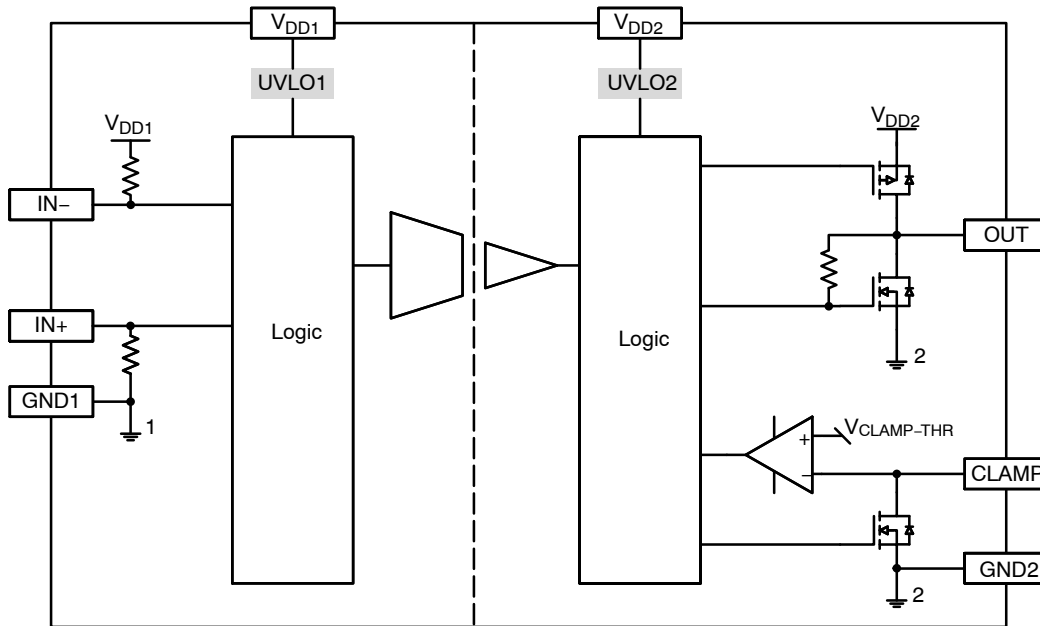 VDD1
VDD2
UVLO1
UVLO2
VDD1
VDD2
IN−
OUT
IN+
Logic
Logic
2
GND1
1
VCLAMP−THR
+
−
CLAMP
GND2
2